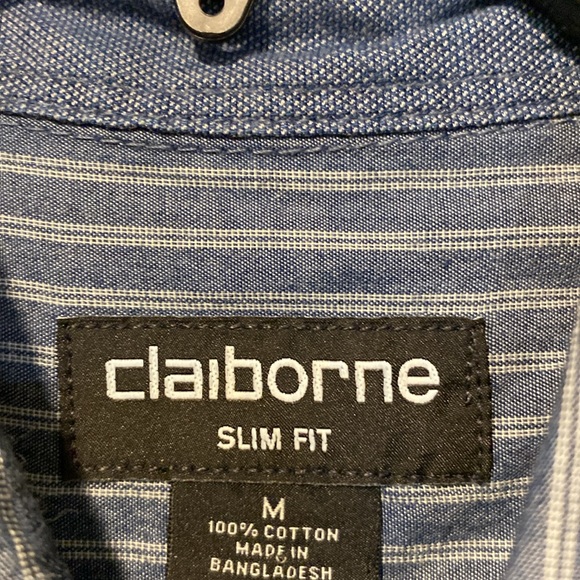 claiborne
SLIM FIT
M
100% COTTON
MADE IN
BANGLADESH